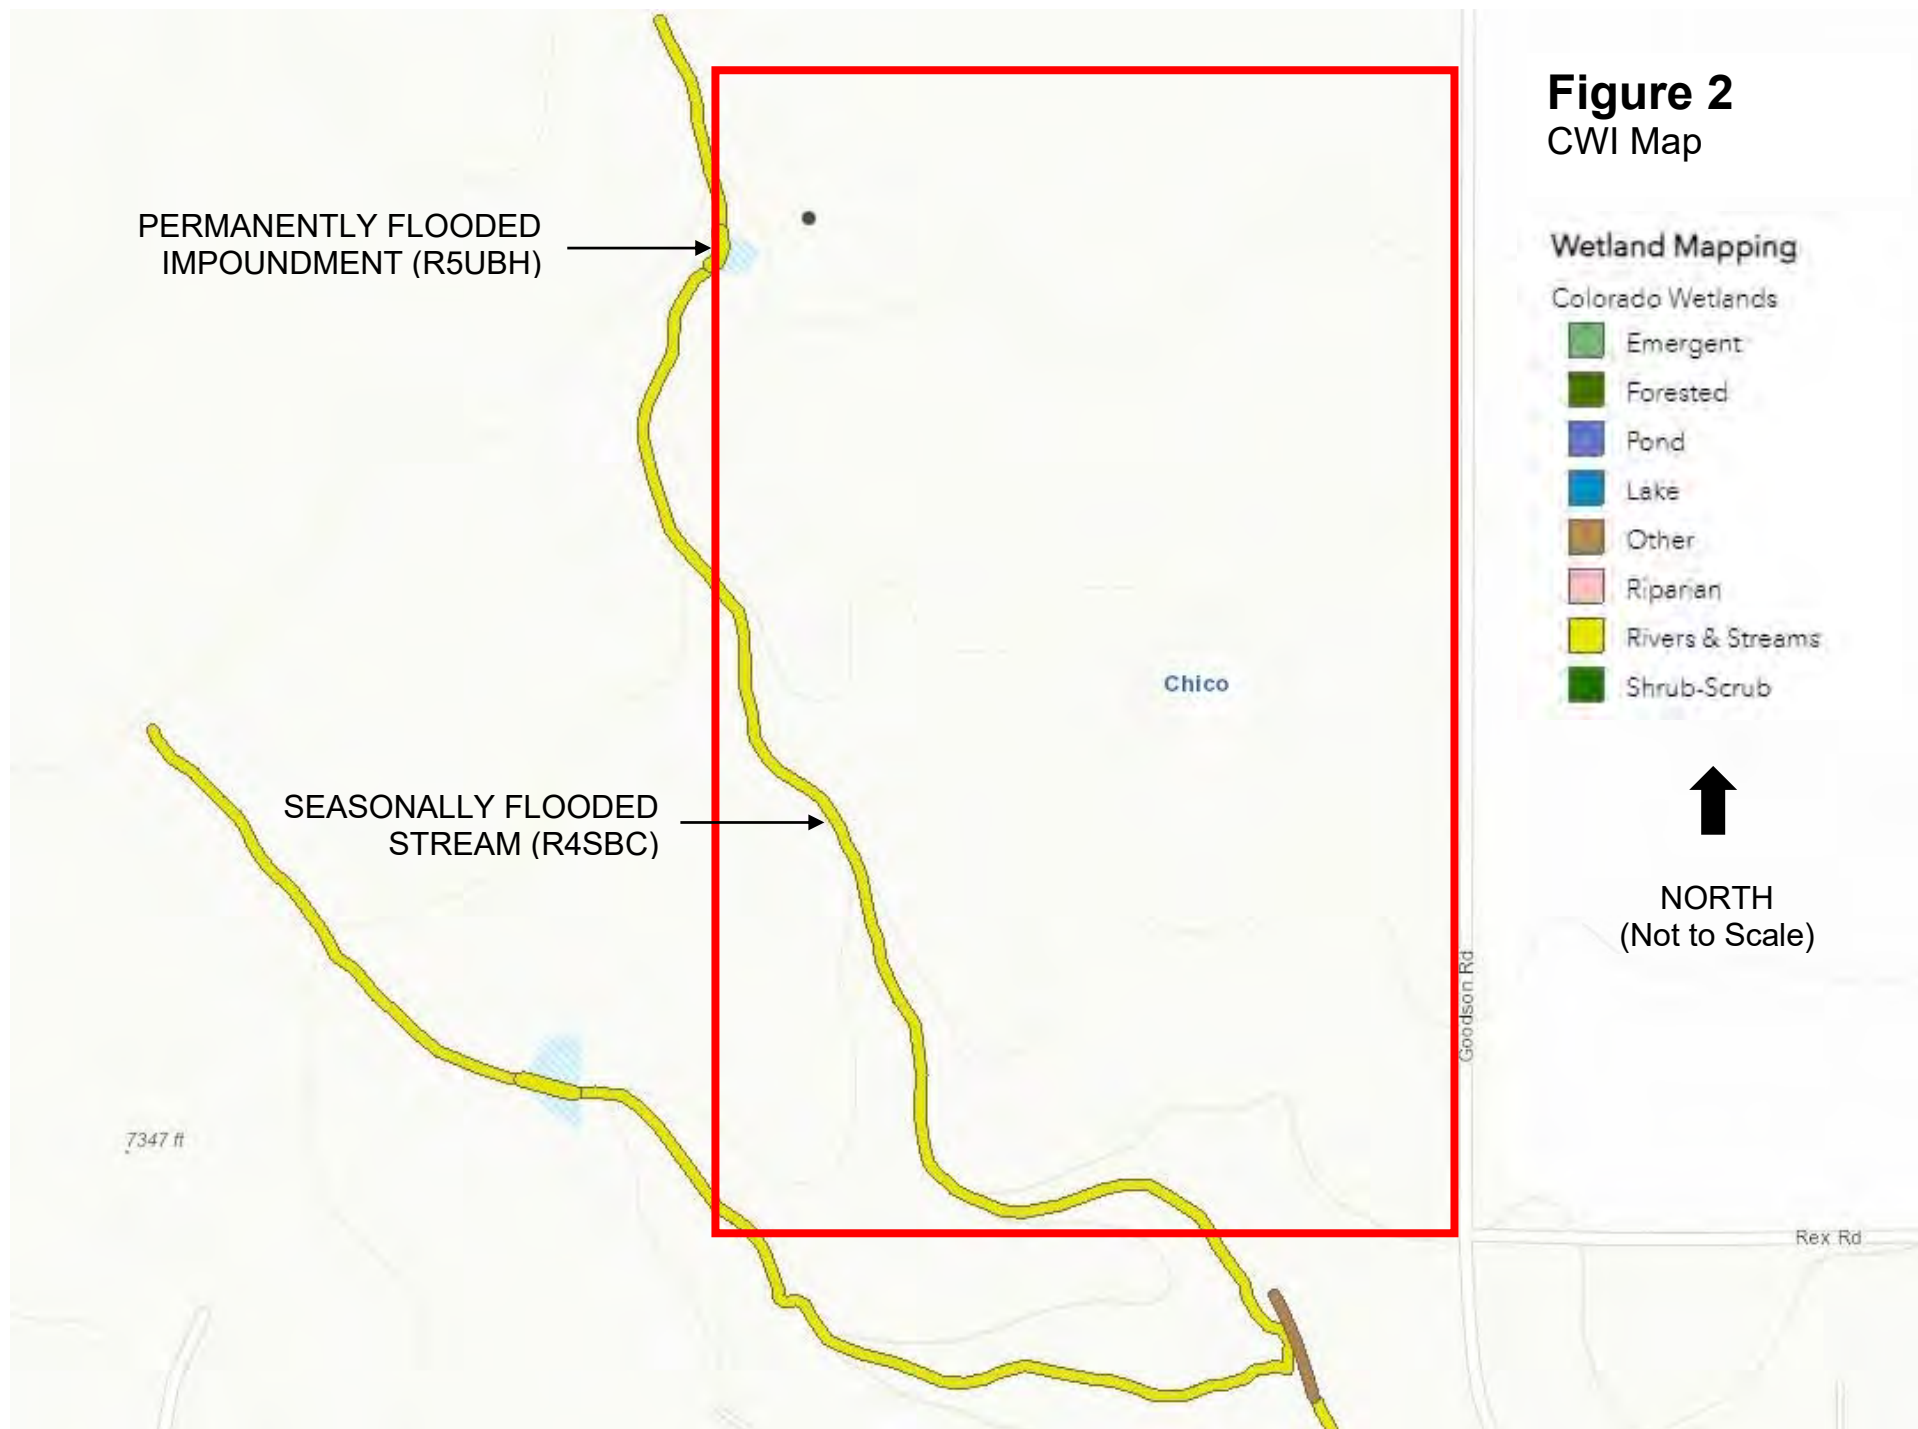 Figure 2
CWI Map
PERMANENTLY FLOODED
IMPOUNDMENT (R5UBH)
Wetland Mapping
Colorado Wetlands
Emergent
Forested
Pond
Lake
Other
Riparian
Rivers & Streams
Shrub-Scrub
Chico
SEASONALLY FLOODED
STREAM (R4SBC)
NORTH
(Not to Scale)
Goodson Rd
7347 ft
Rex Rd